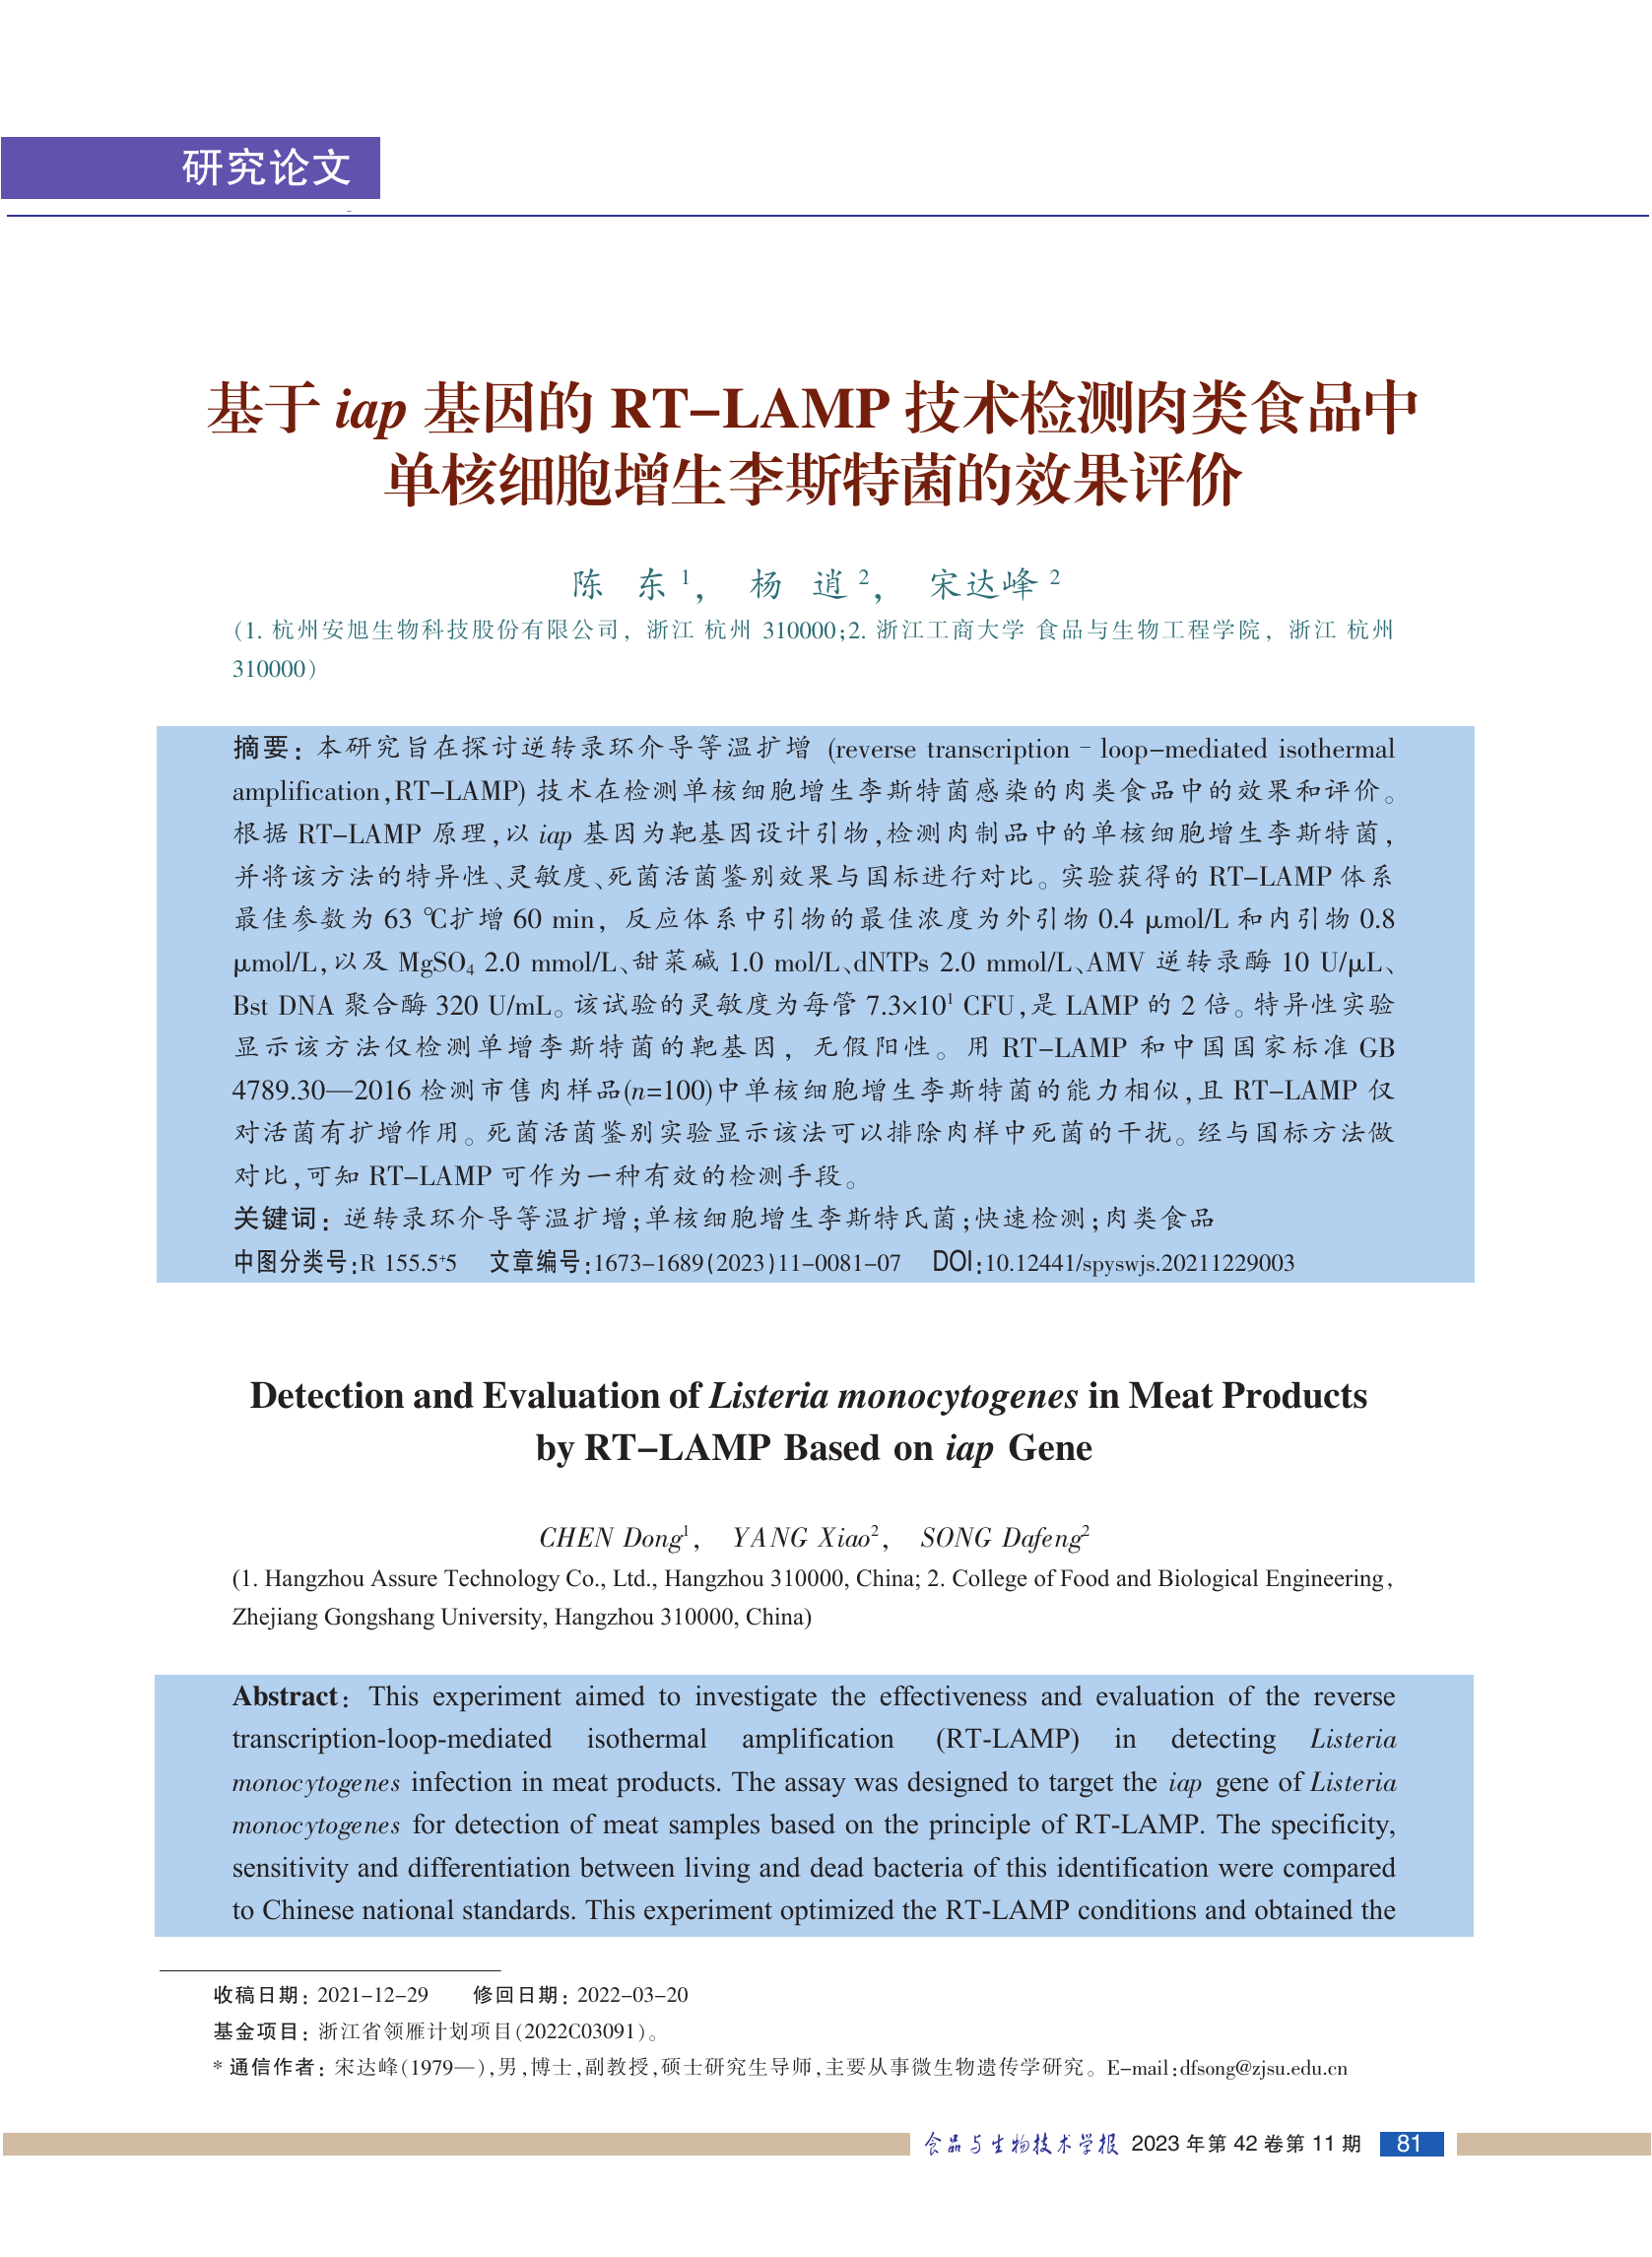 研究论文
基于 iap 基因的 RT-LAMP 技术检测肉类食品中
单核细胞增生李斯特菌的效果评价
陈 东¹， 杨 逍²， 宋达峰²
(1. 杭州安旭生物科技股份有限公司，浙江 杭州 310000;2. 浙江工商大学 食品与生物工程学院，浙江 杭州
310000)
摘要：本研究旨在探讨逆转录环介导等温扩增 (reverse transcription‐loop-mediated isothermal
amplification,RT-LAMP) 技术在检测单核细胞增生李斯特菌感染的肉类食品中的效果和评价。
根据 RT-LAMP 原理,以 iap 基因为靶基因设计引物,检测肉制品中的单核细胞增生李斯特菌,
并将该方法的特异性、灵敏度、死菌活菌鉴别效果与国标进行对比。实验获得的 RT-LAMP 体系
最佳参数为 63 ℃扩增 60 min，反应体系中引物的最佳浓度为外引物 0.4 μmol/L 和内引物 0.8
μmol/L,以及 MgSO₄ 2.0 mmol/L、甜菜碱 1.0 mol/L、dNTPs 2.0 mmol/L、AMV 逆转录酶 10 U/μL、
Bst DNA 聚合酶 320 U/mL。该试验的灵敏度为每管 7.3×10¹ CFU,是 LAMP 的 2 倍。特异性实验
显示该方法仅检测单增李斯特菌的靶基因，无假阳性。用 RT-LAMP 和中国国家标准 GB
4789.30—2016 检测市售肉样品(n=100)中单核细胞增生李斯特菌的能力相似,且 RT-LAMP 仅
对活菌有扩增作用。死菌活菌鉴别实验显示该法可以排除肉样中死菌的干扰。经与国标方法做
对比,可知 RT-LAMP 可作为一种有效的检测手段。
关键词：逆转录环介导等温扩增;单核细胞增生李斯特氏菌;快速检测;肉类食品
中图分类号:R 155.5⁺5 文章编号:1673-1689(2023)11-0081-07 DOI:10.12441/spyswjs.20211229003
Detection and Evaluation of Listeria monocytogenes in Meat Products
by RT-LAMP Based on iap Gene
CHEN Dong¹, YANG Xiao², SONG Dafeng²
(1. Hangzhou Assure Technology Co., Ltd., Hangzhou 310000, China; 2. College of Food and Biological Engineering,
Zhejiang Gongshang University, Hangzhou 310000, China)
Abstract: This experiment aimed to investigate the effectiveness and evaluation of the reverse
transcription-loop-mediated isothermal amplification (RT-LAMP) in detecting Listeria
monocytogenes infection in meat products. The assay was designed to target the iap gene of Listeria
monocytogenes for detection of meat samples based on the principle of RT-LAMP. The specificity,
sensitivity and differentiation between living and dead bacteria of this identification were compared
to Chinese national standards. This experiment optimized the RT-LAMP conditions and obtained the
收稿日期：2021-12-29 修回日期：2022-03-20
基金项目：浙江省领雁计划项目(2022C03091)。
* 通信作者：宋达峰(1979—),男,博士,副教授,硕士研究生导师,主要从事微生物遗传学研究。E-mail:dfsong@zjsu.edu.cn
食品与生物技术学报 2023 年第 42 卷第 11 期 81